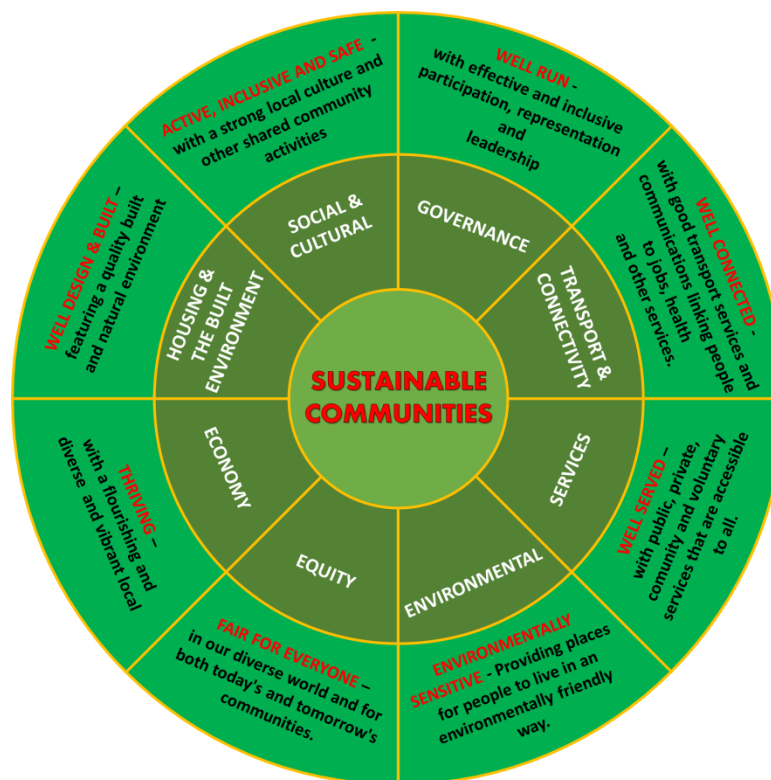 SUSTAINABLE
COMMUNITIES
GOVERNANCE
WELL RUN -
with effective and inclusive
participation, representation
and
leadership
TRANSPORT &
CONNECTIVITY
WELL CONNECTED -
with good transport services and
communications linking people
to jobs, health
and other services.
SERVICES
WELL SERVED –
with public, private,
comunity and voluntary
services that are accessible
to all.
ENVIRONMENTAL
ENVIRONMENTALLY
SENSITIVE - Providing places
for people to live in an
environmentally friendly
way.
EQUITY
FAIR FOR EVERYONE –
in our diverse world and for
both today's and tomorrow's
communities.
ECONOMY
THRIVING –
with a flourishing and
diverse and vibrant local
HOUSING &
THE BUILT
ENVIRONMENT
WELL DESIGN & BUILT –
featuring a quality built
and natural environment
SOCIAL &
CULTURAL
ACTIVE, INCLUSIVE AND SAFE -
with a strong local culture and
other shared community
activities